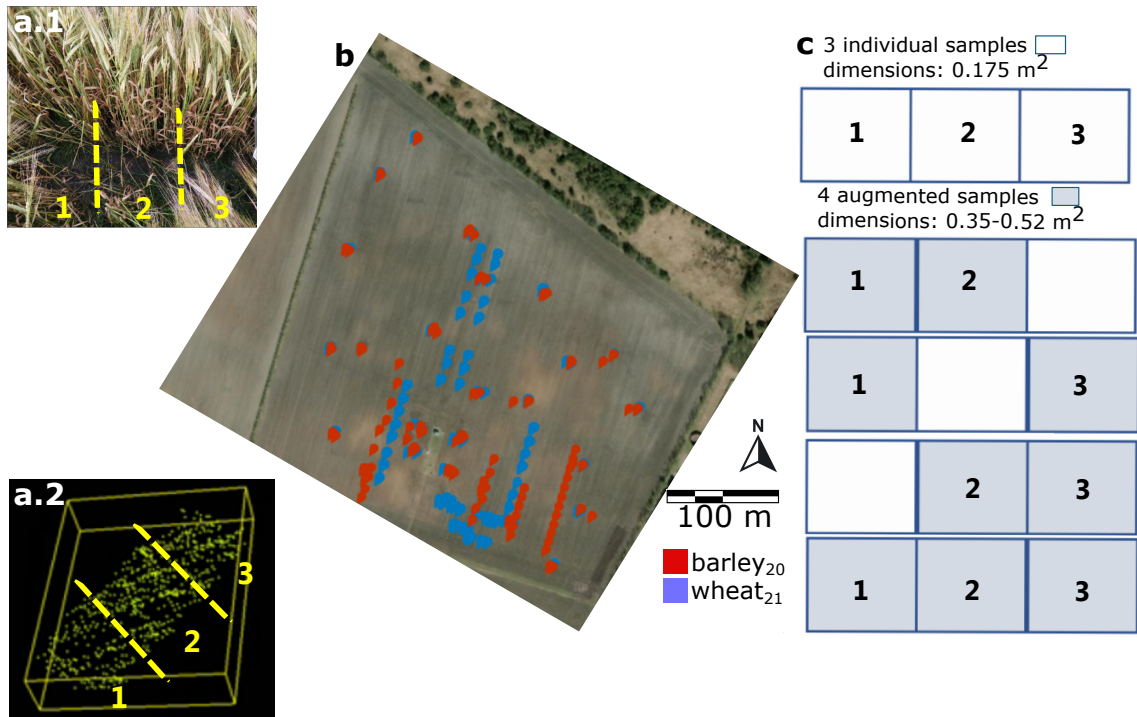 a.1
1 2 3
a.2
3
2
1
b
N
100 m
barley₂₀
wheat₂₁
c 3 individual samples
dimensions: 0.175 m²
1 2 3
4 augmented samples
dimensions: 0.35-0.52 m²
1 2
1 3
2 3
1 2 3